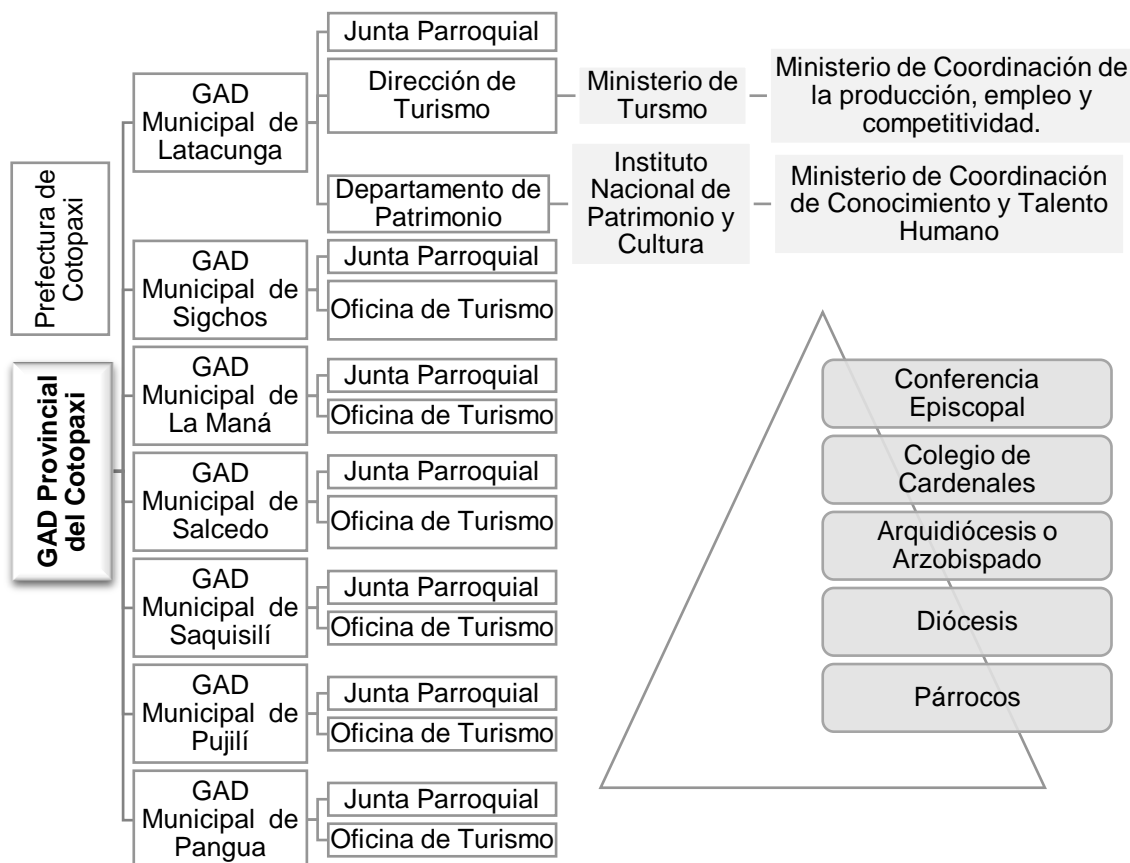 Prefectura de
Cotopaxi
GAD Provincial
del Cotopaxi
GAD
Municipal de
Latacunga
Junta Parroquial
Dirección de
Turismo
Ministerio de
Tursmo
Ministerio de Coordinación de
la producción, empleo y
competitividad.
Departamento de
Patrimonio
Instituto
Nacional de
Patrimonio y
Cultura
Ministerio de Coordinación
de Conocimiento y Talento
Humano
GAD
Municipal de
Sigchos
Junta Parroquial
Oficina de Turismo
GAD
Municipal de
La Maná
Junta Parroquial
Oficina de Turismo
GAD
Municipal de
Salcedo
Junta Parroquial
Oficina de Turismo
GAD
Municipal de
Saquisilí
Junta Parroquial
Oficina de Turismo
GAD
Municipal de
Pujilí
Junta Parroquial
Oficina de Turismo
GAD
Municipal de
Pangua
Junta Parroquial
Oficina de Turismo
Conferencia
Episcopal
Colegio de
Cardenales
Arquidiócesis o
Arzobispado
Diócesis
Párrocos